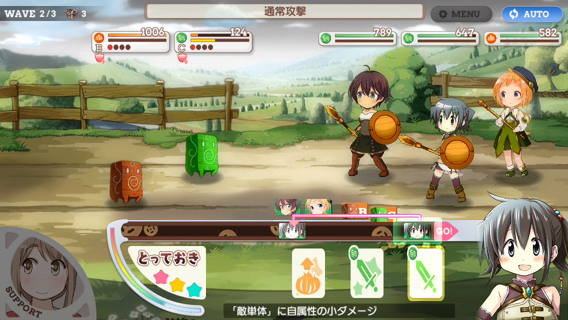 WAVE 2/3 3
通常攻撃
MENU
AUTO
1006
B
124
C
789
647
582
B
C
GO!
とっておき
SUPPORT
「敵単体」に自属性の小ダメージ